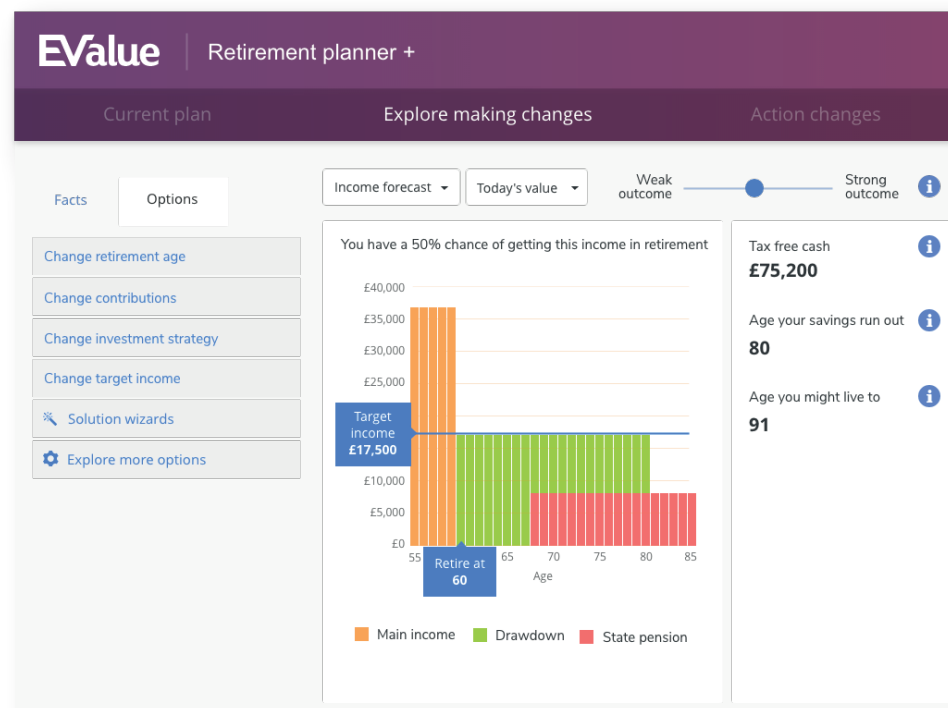 EValue
Retirement planner +
Current plan
Explore making changes
Action changes
Facts
Options
Change retirement age
Change contributions
Change investment strategy
Change target income
Solution wizards
Explore more options
Income forecast
Today's value
Weak
outcome
Strong
outcome
i
You have a 50% chance of getting this income in retirement
£40,000
£35,000
£30,000
£25,000
Target
income
£17,500
£10,000
£5,000
£0
55
Retire at
60
65
70
75
80
85
Age
Main income
Drawdown
State pension
Tax free cash
i
£75,200
Age your savings run out
i
80
Age you might live to
i
91